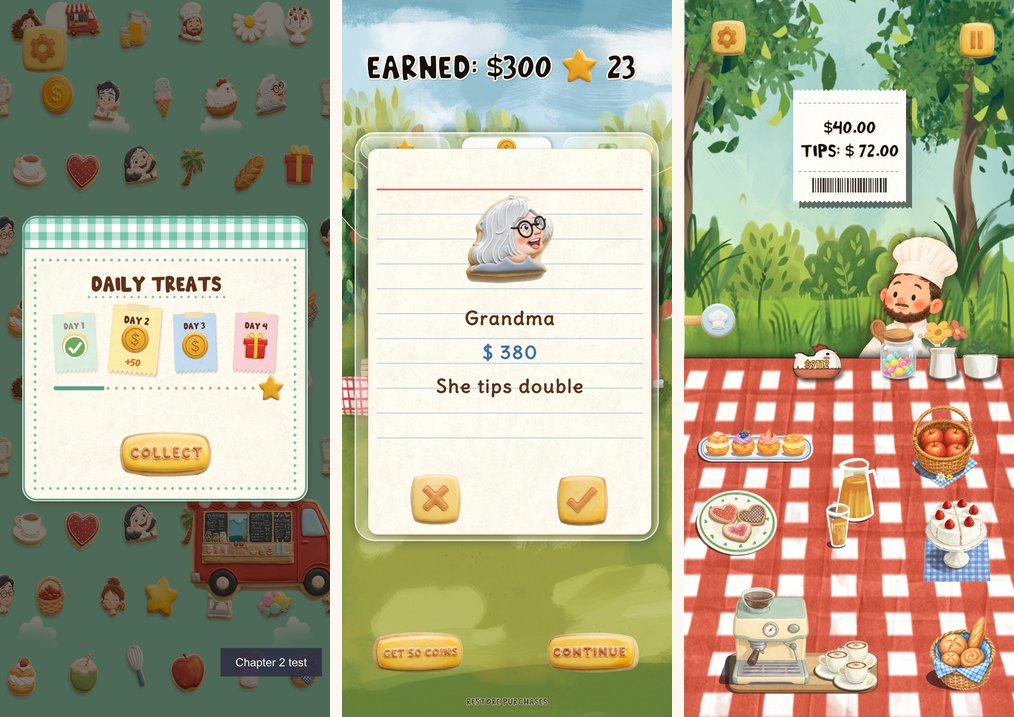 DAILY TREATS
DAY 1
DAY 2
+50
DAY 3
DAY 4
COLLECT
Chapter 2 test
EARNED: $300 23
Grandma
$ 380
She tips double
GET 50 COINS
CONTINUE
RESTORE PURCHASES
$40.00
TIPS: $ 72.00